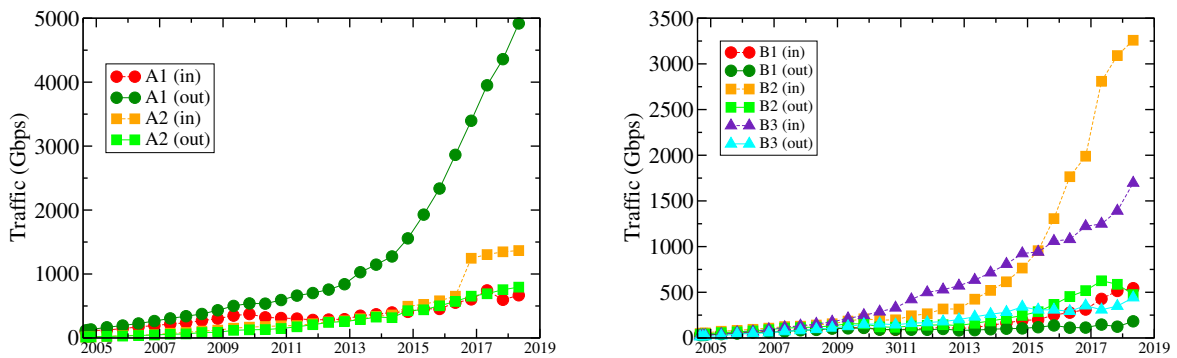 5000
4000
3000
2000
1000
0
Traffic (Gbps)
A1 (in)
A1 (out)
A2 (in)
A2 (out)
2005 2007 2009 2011 2013 2015 2017 2019
3500
3000
2500
2000
1500
1000
500
0
Traffic (Gbps)
B1 (in)
B1 (out)
B2 (in)
B2 (out)
B3 (in)
B3 (out)
2005 2007 2009 2011 2013 2015 2017 2019